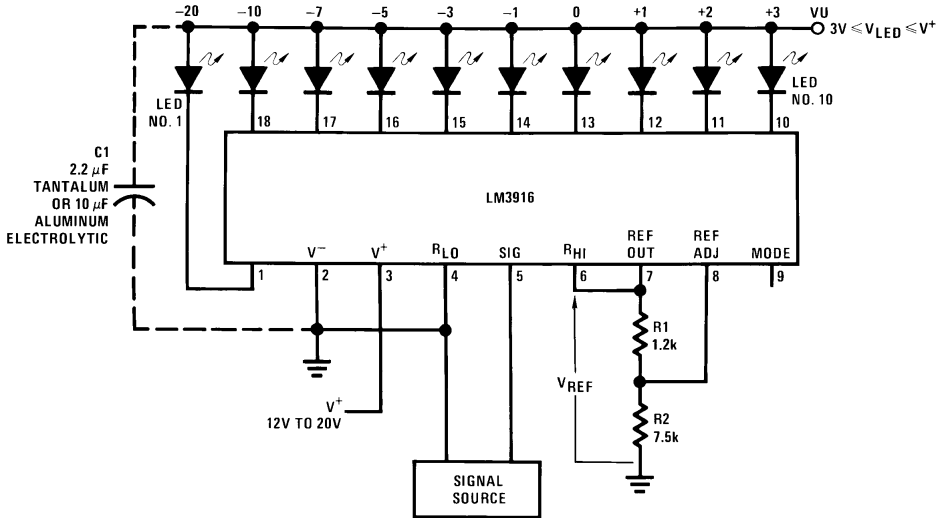 −20 −10 −7 −5 −3 −1 0 +1 +2 +3 VU
3V ≤ VLED ≤ V+
LED
NO. 1
LED
NO. 10
18 17 16 15 14 13 12 11 10
C1
2.2 μF
TANTALUM
OR 10 μF
ALUMINUM
ELECTROLYTIC
LM3916
V− V+ RLO SIG RHI REF OUT REF ADJ MODE
1 2 3 4 5 6 7 8 9
R1
1.2k
VREF
V+
12V TO 20V
R2
7.5k
SIGNAL
SOURCE